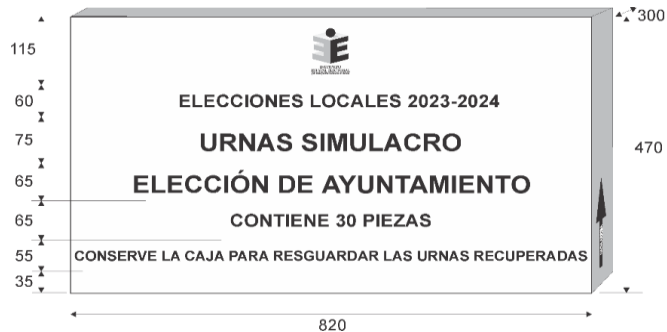 300
115
60
ELECCIONES LOCALES 2023-2024
75
URNAS SIMULACRO
470
65
ELECCIÓN DE AYUNTAMIENTO
65
CONTIENE 30 PIEZAS
55
CONSERVE LA CAJA PARA RESGUARDAR LAS URNAS RECUPERADAS
35
820